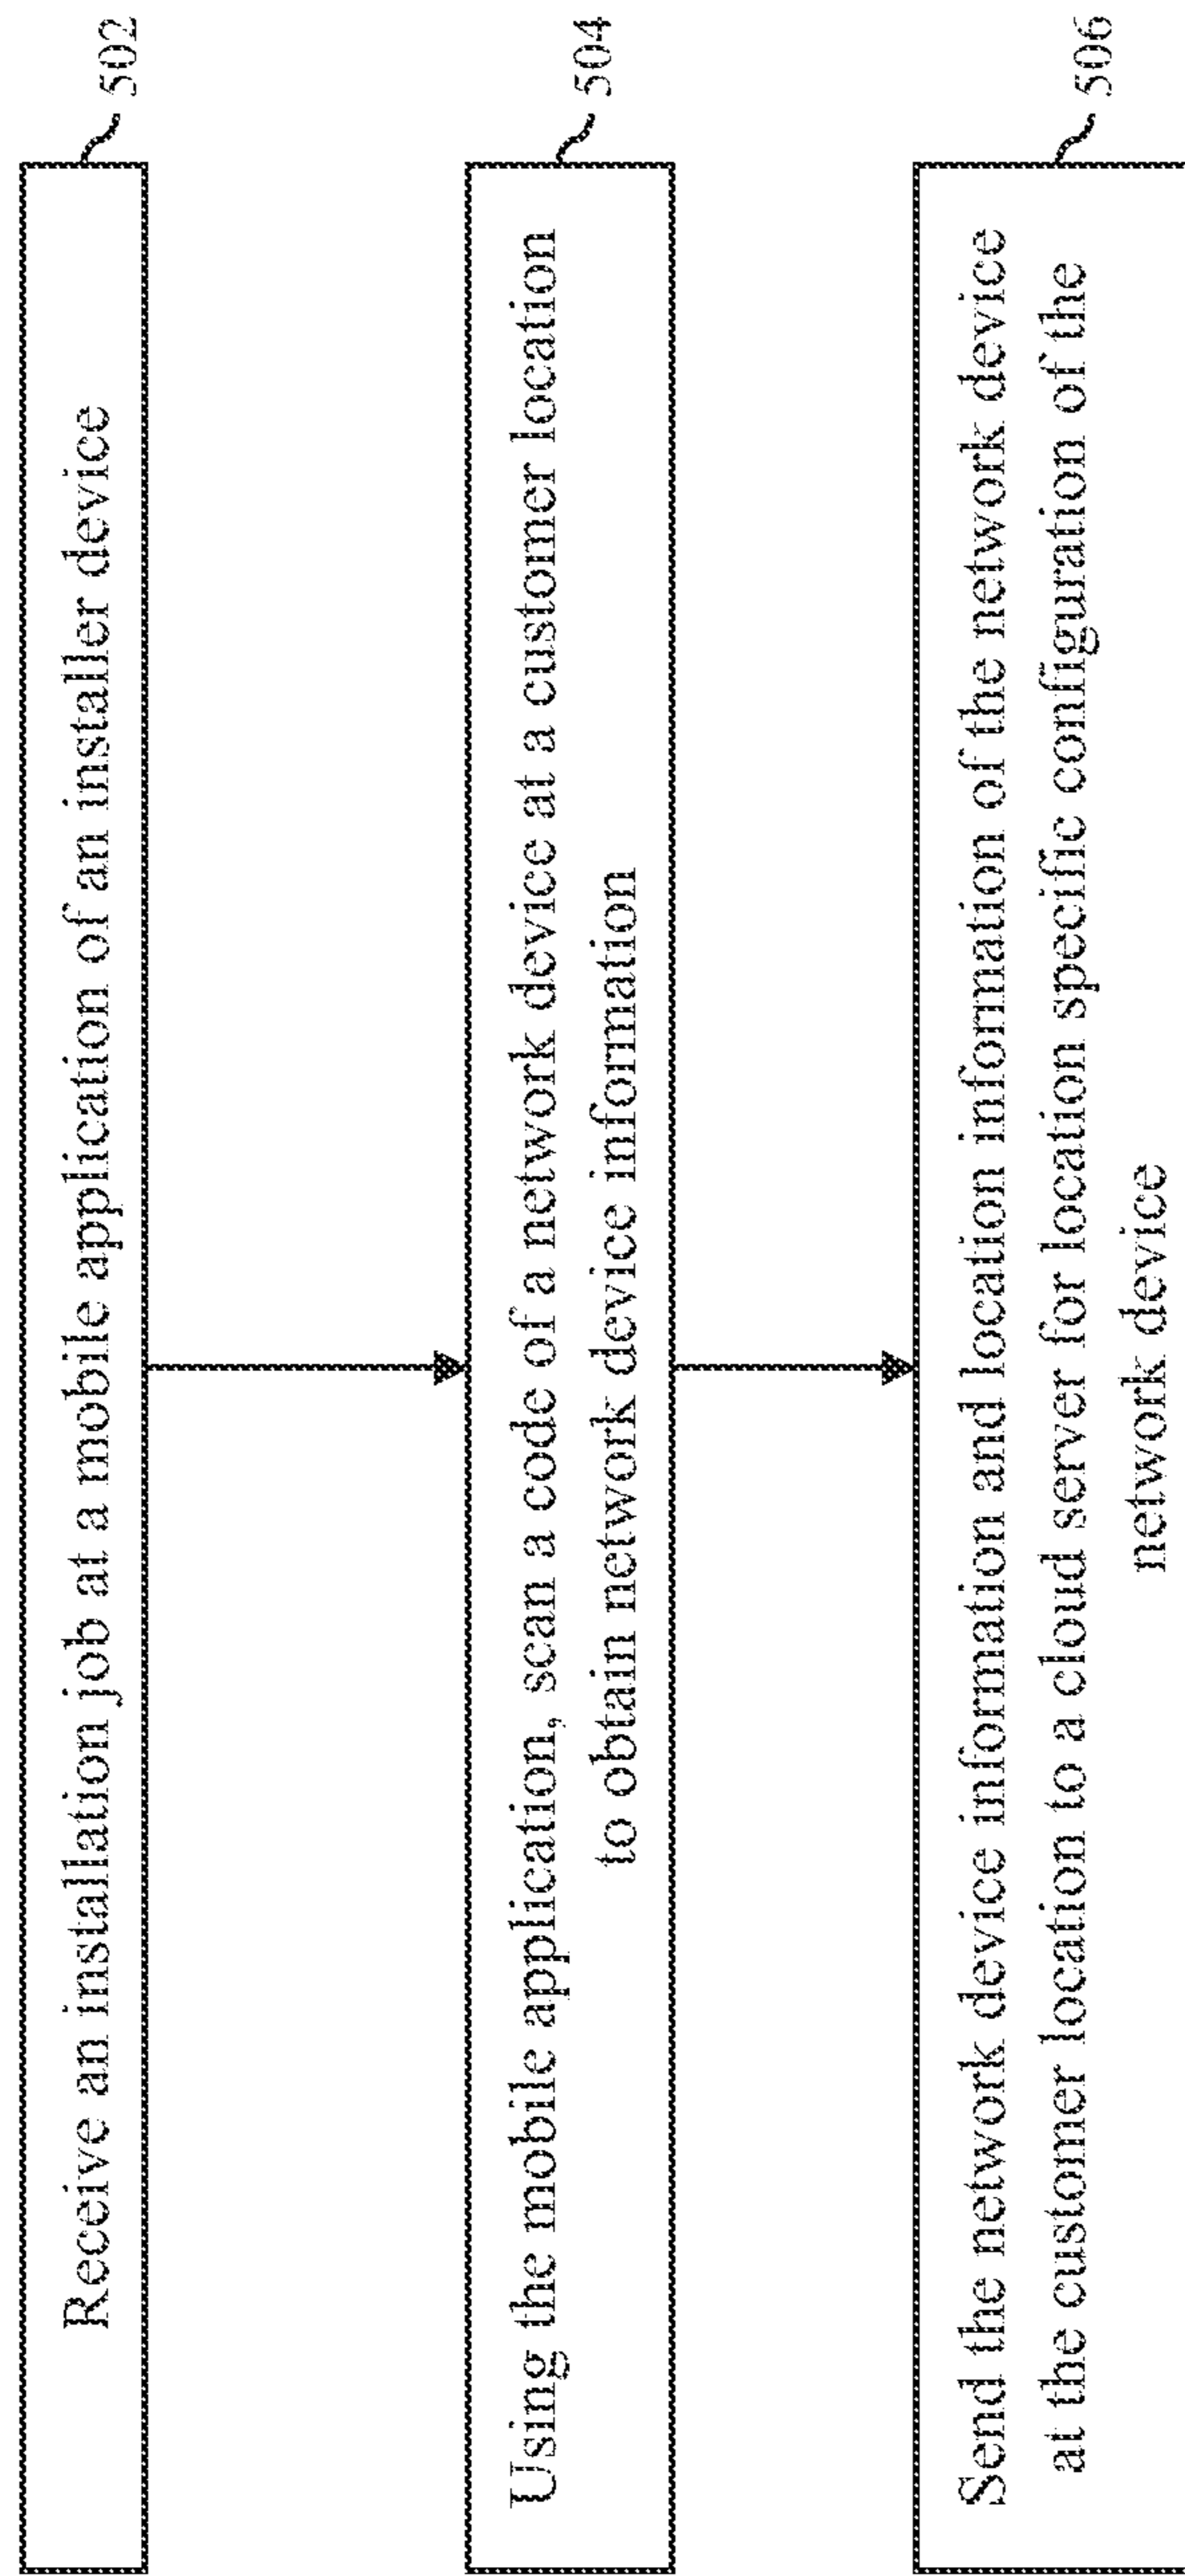 Receive an installation job at a mobile application of an installer device
502
Using the mobile application, scan a code of a network device at a customer location
to obtain network device information
504
Send the network device information and location information of the network device
at the customer location to a cloud server for location specific configuration of the
network device
506